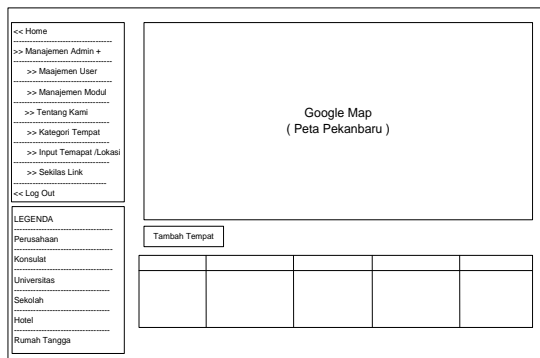 << Home
>> Manajemen Admin +
>> Maajemen User
>> Manajemen Modul
>> Tentang Kami
>> Kategori Tempat
>> Input Temapat /Lokasi
>> Sekilas Link
<< Log Out
LEGENDA
Perusahaan
Konsulat
Universitas
Sekolah
Hotel
Rumah Tangga
Google Map
( Peta Pekanbaru )
Tambah Tempat